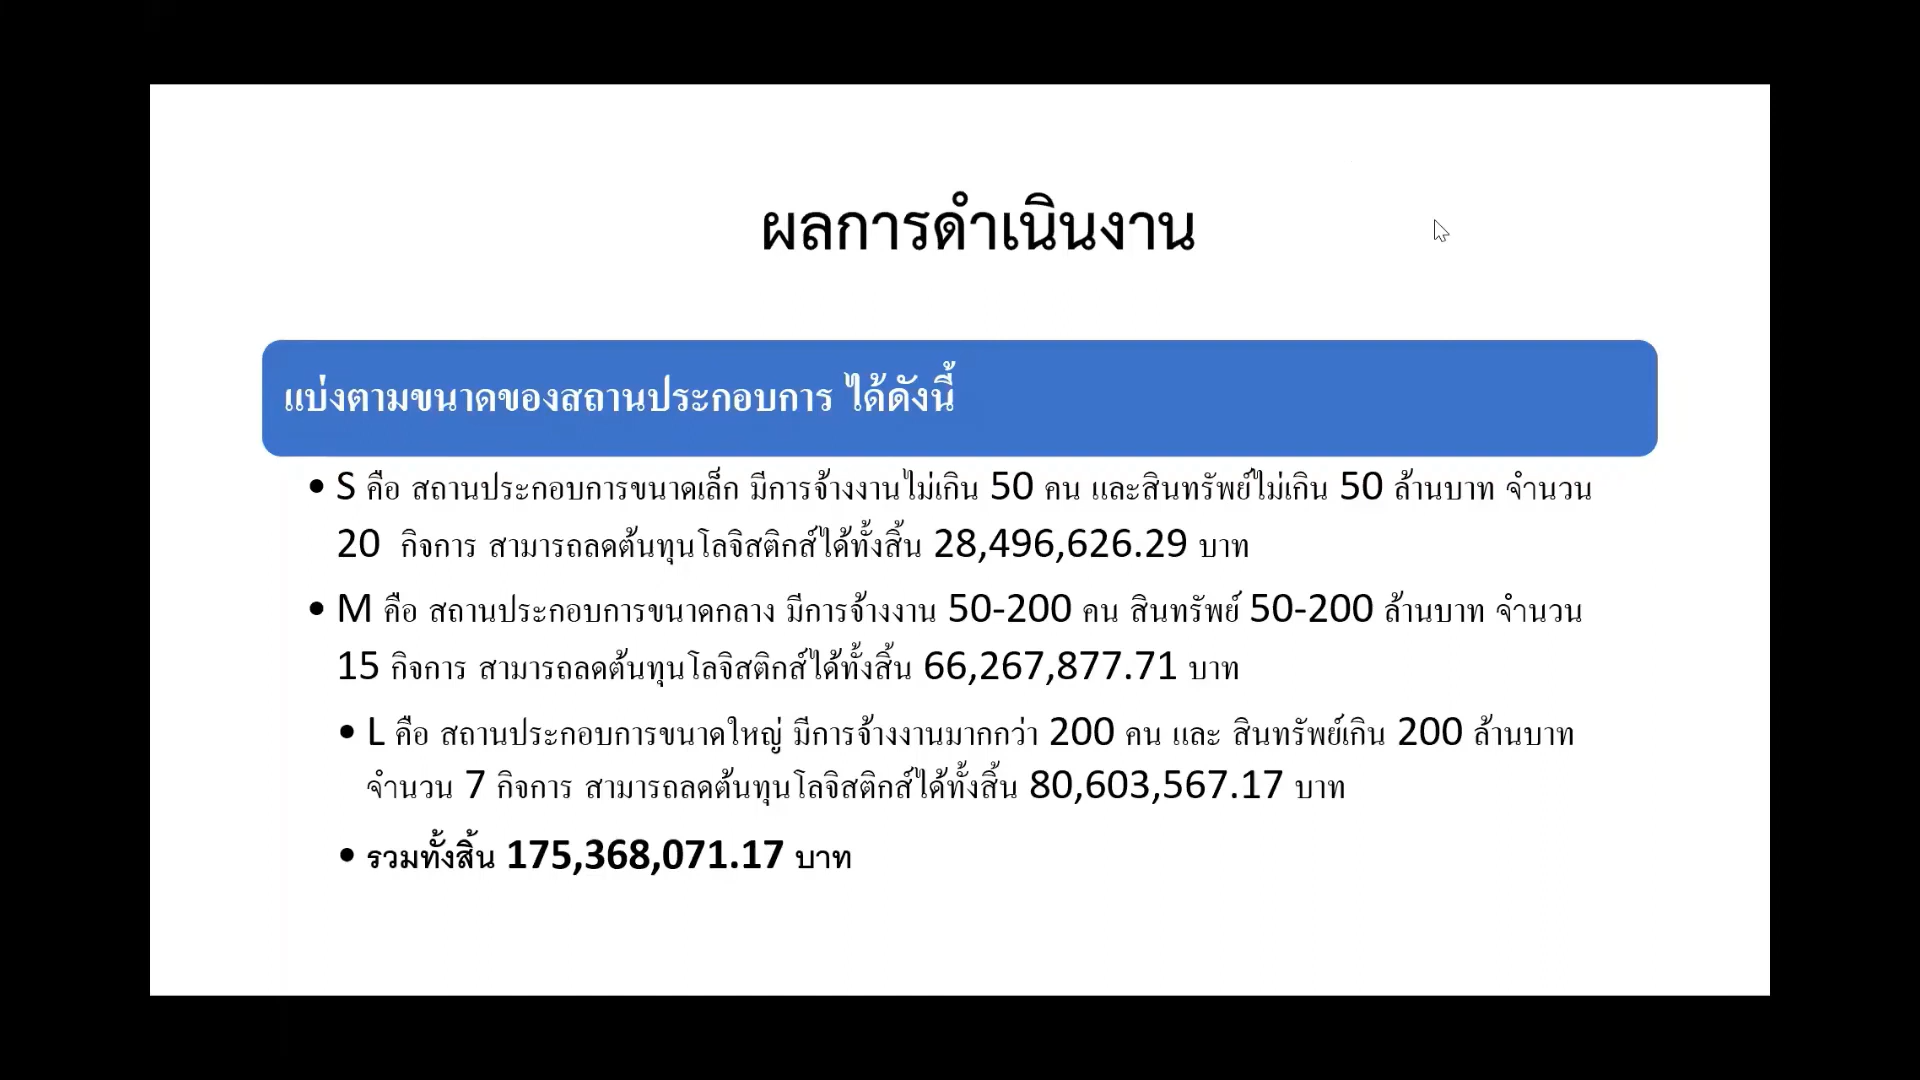 ผลการดำเนินงาน
แบ่งตามขนาดของสถานประกอบการ ได้ดังนี้
• S คือ สถานประกอบการขนาดเล็ก มีการจ้างงานไม่เกิน 50 คน และสินทรัพย์ไม่เกิน 50 ล้านบาท จำนวน
20 กิจการ สามารถลดต้นทุนโลจิสติกส์ได้ทั้งสิ้น 28,496,626.29 บาท
• M คือ สถานประกอบการขนาดกลาง มีการจ้างงาน 50-200 คน สินทรัพย์ 50-200 ล้านบาท จำนวน
15 กิจการ สามารถลดต้นทุนโลจิสติกส์ได้ทั้งสิ้น 66,267,877.71 บาท
• L คือ สถานประกอบการขนาดใหญ่ มีการจ้างงานมากกว่า 200 คน และ สินทรัพย์เกิน 200 ล้านบาท
จำนวน 7 กิจการ สามารถลดต้นทุนโลจิสติกส์ได้ทั้งสิ้น 80,603,567.17 บาท
• รวมทั้งสิ้น 175,368,071.17 บาท